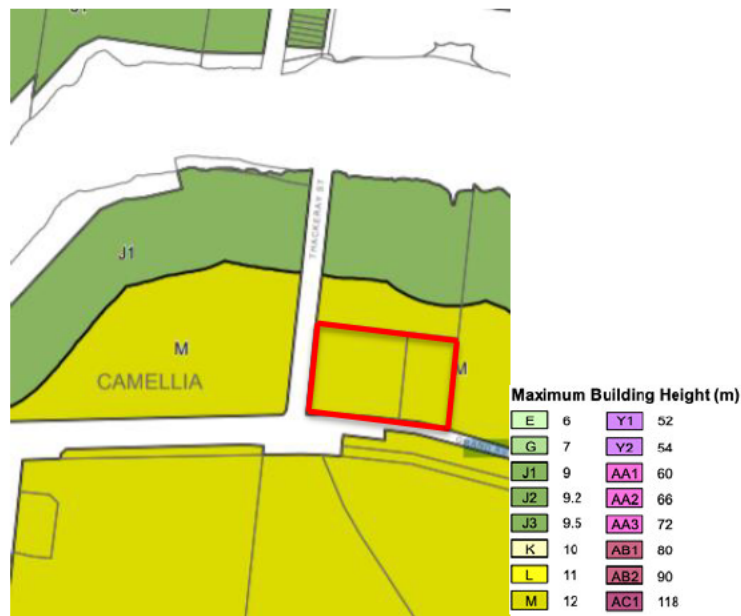 THACKERAY ST
J1
M
CAMELLIA
M
Maximum Building Height (m)
E 6 Y1 52
G 7 Y2 54
J1 9 AA1 60
J2 9.2 AA2 66
J3 9.5 AA3 72
K 10 AB1 80
L 11 AB2 90
M 12 AC1 118